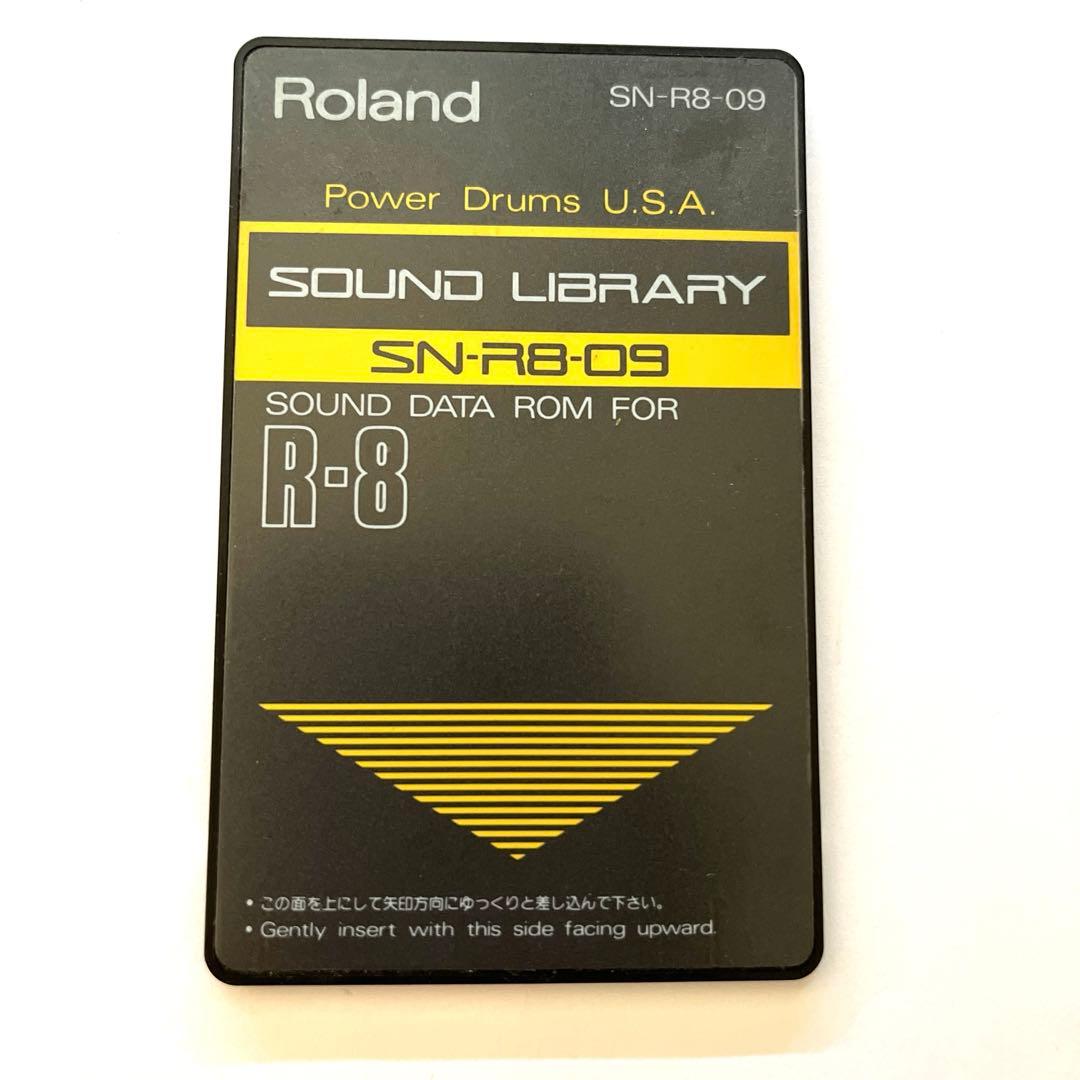 Roland SN-R8-09
Power Drums U.S.A.
SOUND LIBRARY
SN-R8-09
SOUND DATA ROM FOR
R-8
• この面を上にして矢印方向にゆっくりと差し込んで下さい。
• Gently insert with this side facing upward.